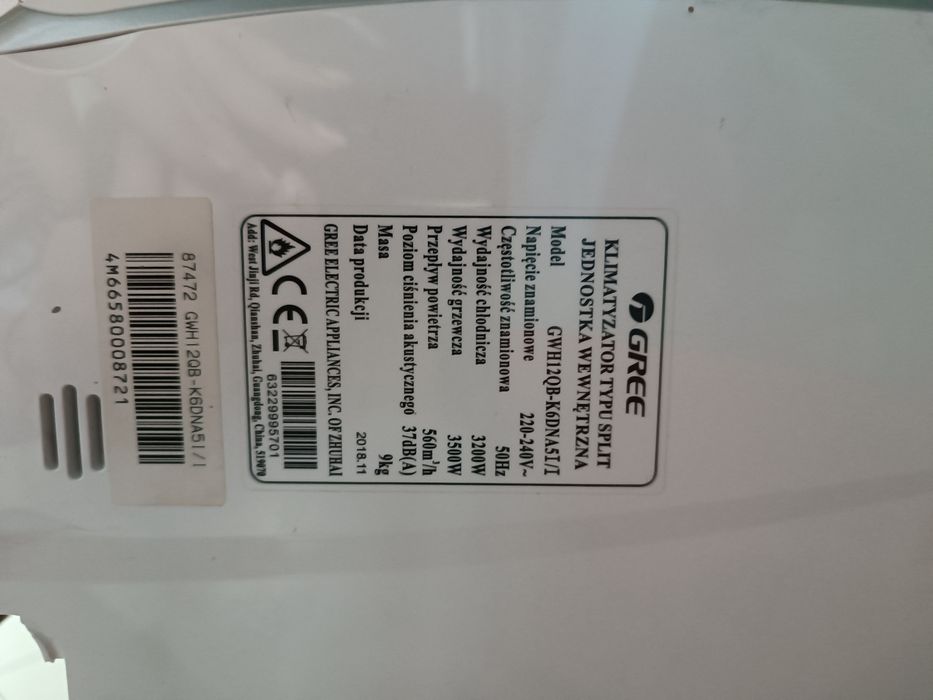 GREE
KLIMATYZATOR TYPU SPLIT
JEDNOSTKA WEWNĘTRZNA
Model GWH12QB-K6DNA5I/I
Napięcie znamionowe 220-240V~
Częstotliwość znamionowa 50Hz
Wydajność chłodnicza 3200W
Wydajność grzewcza 3500W
Przepływ powietrza 560m³/h
Poziom ciśnienia akustycznego 37dB(A)
Masa 9kg
Data produkcji 2018.11
GREE ELECTRIC APPLIANCES, INC. OF ZHUHAI
CE
63229995701
Add: West Jinji Rd, Qianshan, Zhuhai, Guangdong, China, 519070
87472 GWH12QB-K6DNA5I/I
4M66580008721